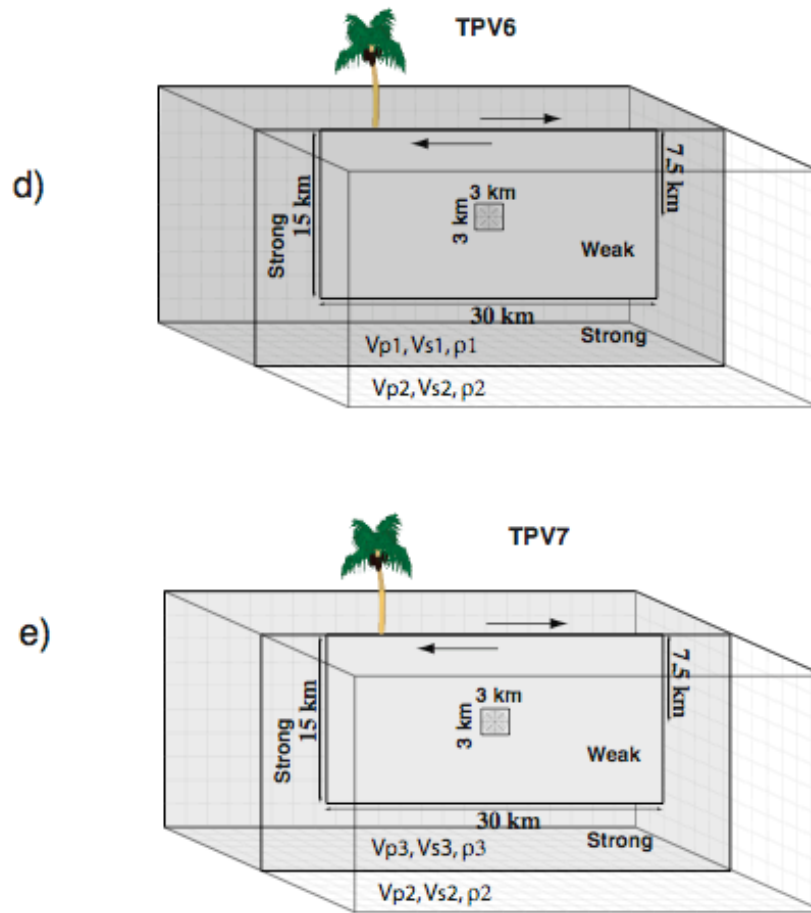 TPV6
d)
15 km
Strong
3 km
3 km
7.5 km
Weak
30 km
Strong
Vp1, Vs1, ρ1
Vp2, Vs2, ρ2
TPV7
e)
15 km
Strong
3 km
3 km
7.5 km
Weak
30 km
Strong
Vp3, Vs3, ρ3
Vp2, Vs2, ρ2